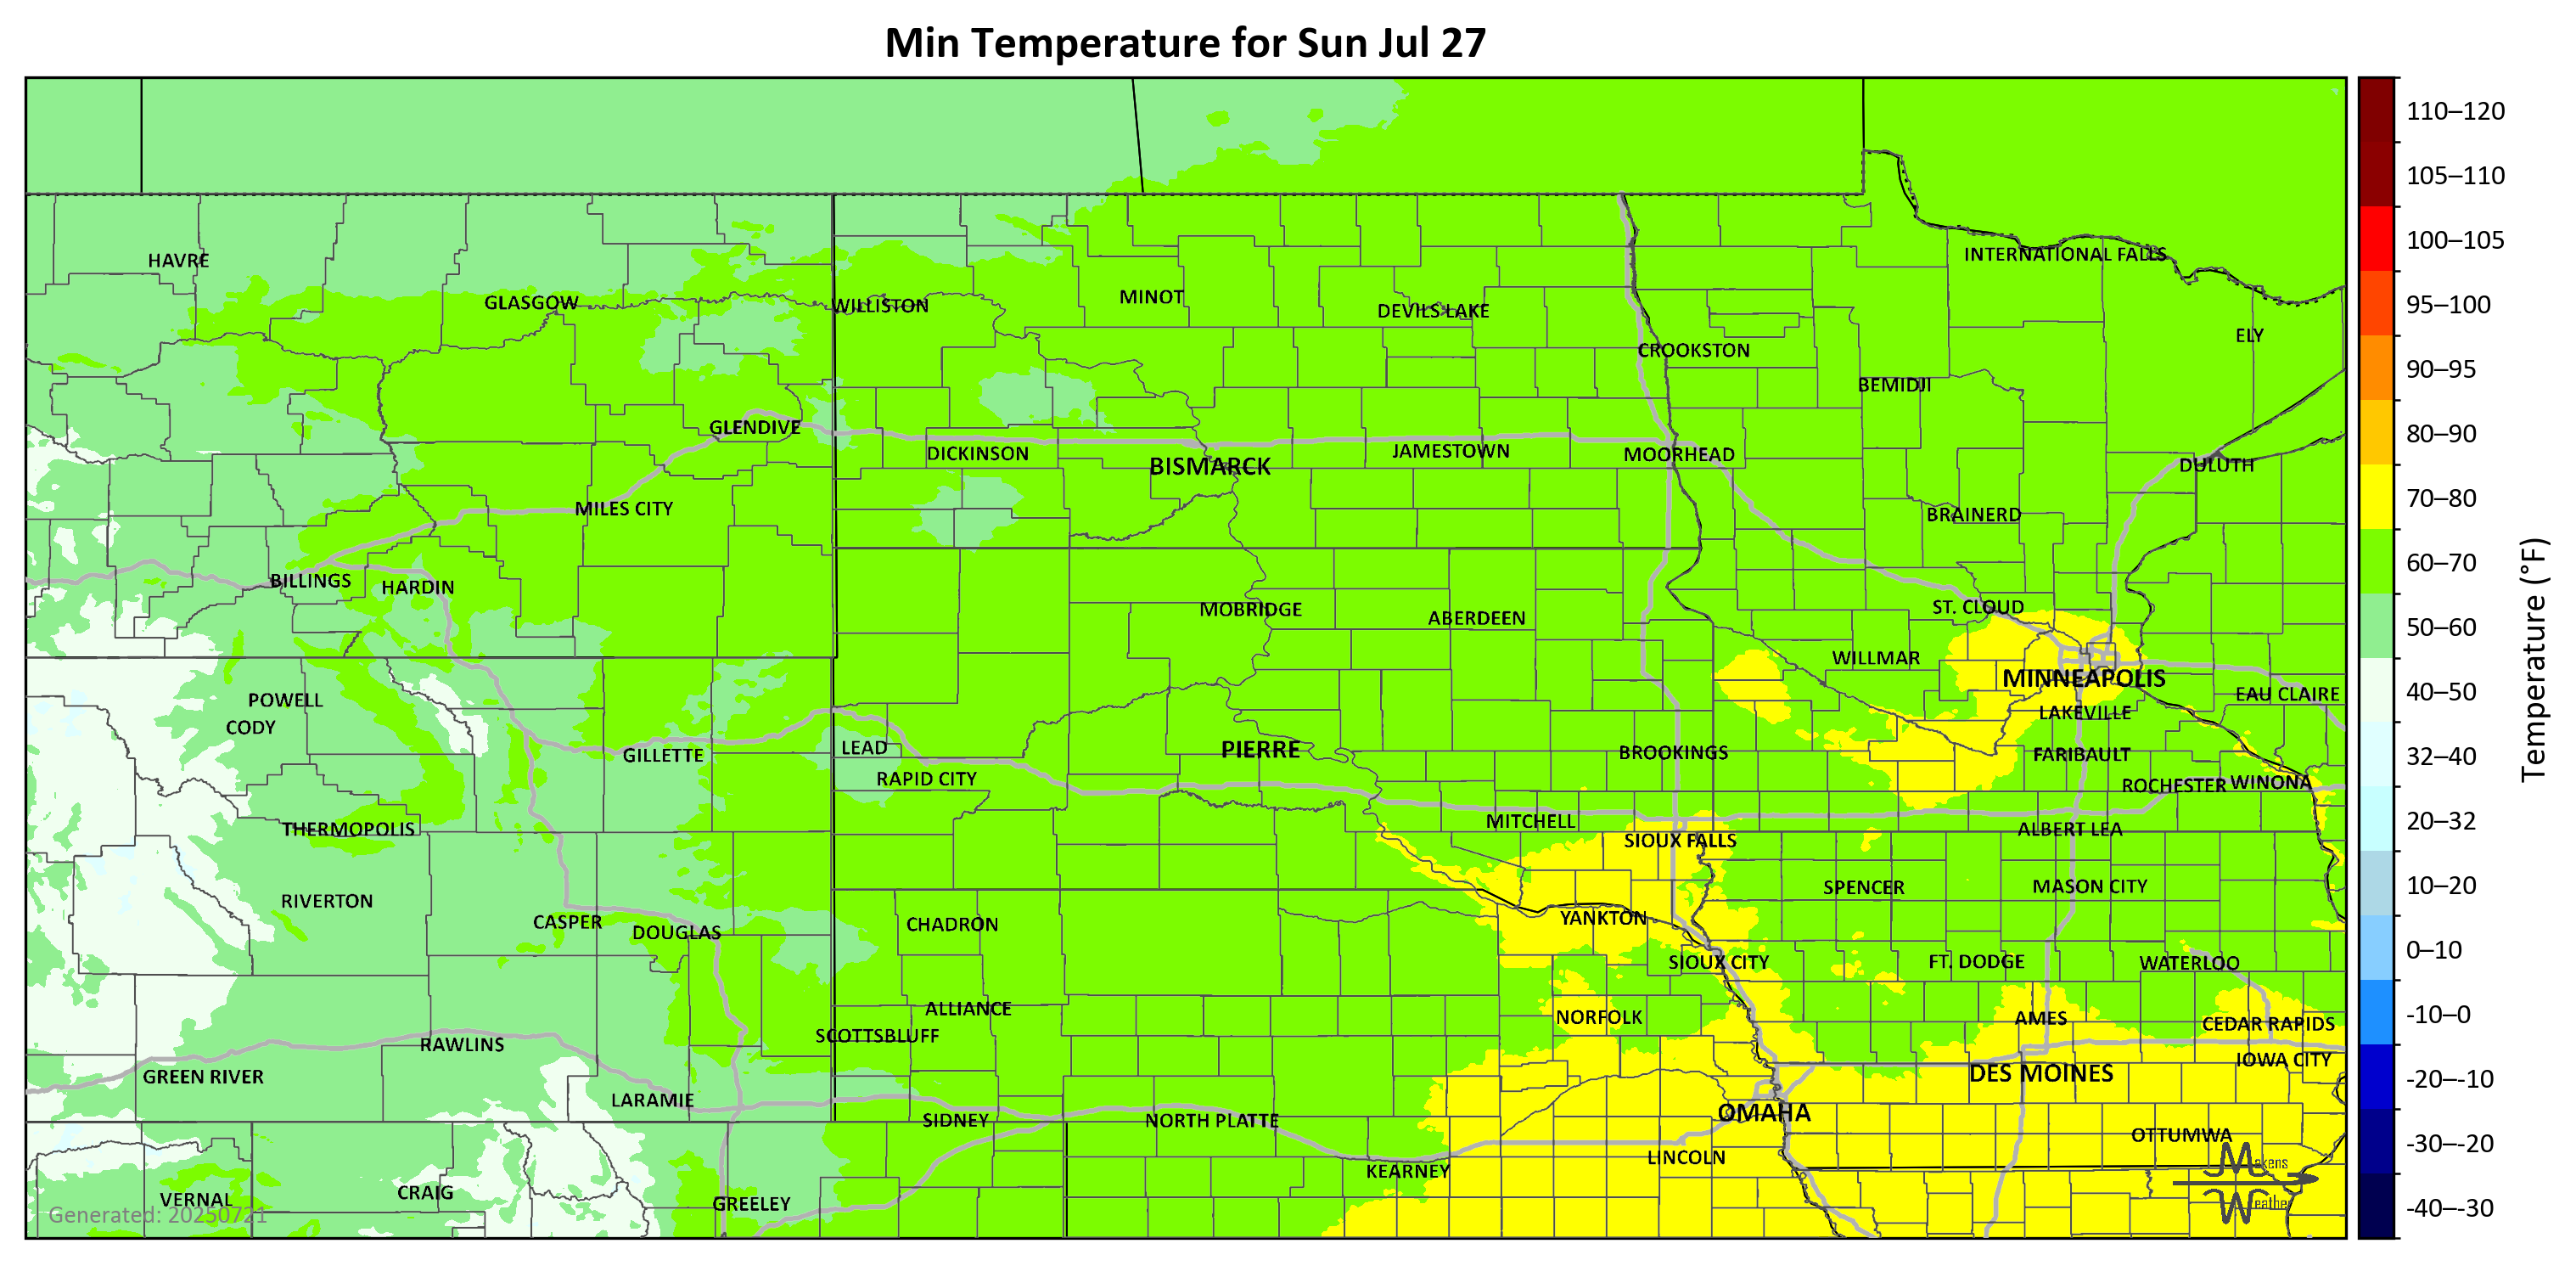 Min Temperature for Sun Jul 27
HAVRE
GLASGOW
WILLISTON
MINOT
DEVILS LAKE
INTERNATIONAL FALLS
ELY
CROOKSTON
BEMIDJI
GLENDIVE
DICKINSON
BISMARCK
JAMESTOWN
MOORHEAD
DULUTH
MILES CITY
BRAINERD
BILLINGS
HARDIN
MOBRIDGE
ABERDEEN
ST. CLOUD
WILLMAR
MINNEAPOLIS
EAU CLAIRE
POWELL
CODY
LAKEVILLE
GILLETTE
LEAD
RAPID CITY
PIERRE
BROOKINGS
FARIBAULT
ROCHESTER
WINONA
THERMOPOLIS
MITCHELL
SIOUX FALLS
ALBERT LEA
RIVERTON
SPENCER
MASON CITY
CASPER
DOUGLAS
CHADRON
YANKTON
SIOUX CITY
FT. DODGE
WATERLOO
ALLIANCE
SCOTTSBLUFF
NORFOLK
AMES
CEDAR RAPIDS
RAWLINS
IOWA CITY
GREEN RIVER
DES MOINES
LARAMIE
SIDNEY
NORTH PLATTE
OMAHA
OTTUMWA
LINCOLN
KEARNEY
VERNAL
CRAIG
GREELEY
Generated: 20250721
Makens
Weather
110–120
105–110
100–105
95–100
90–95
80–90
70–80
60–70
50–60
40–50
32–40
20–32
10–20
0–10
-10–0
-20–-10
-30–-20
-40–-30
Temperature (°F)